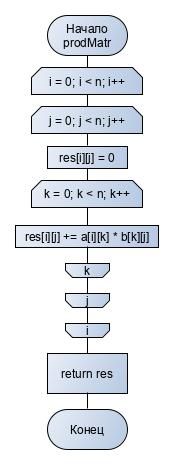 Начало
prodMatr
i = 0; i < n; i++
j = 0; j < n; j++
res[i][j] = 0
k = 0; k < n; k++
res[i][j] += a[i][k] * b[k][j]
k
j
i
return res
Конец